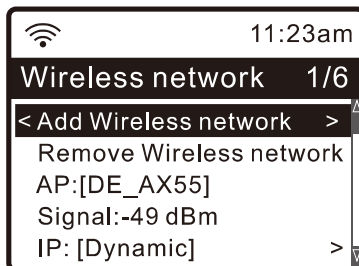 11:23am
Wireless network 1/6
< Add Wireless network >
Remove Wireless network
AP:[DE_AX55]
Signal:-49 dBm
IP: [Dynamic] >